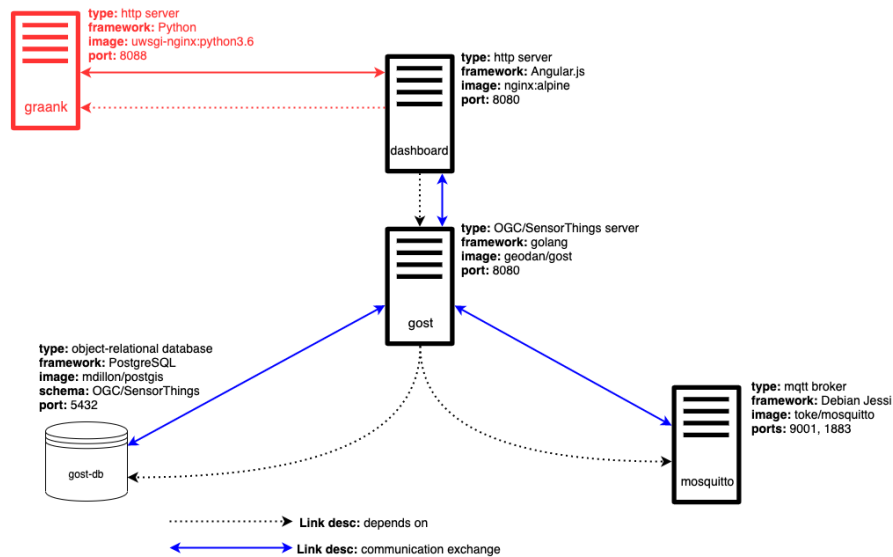 type: http server
framework: Python
image: uwsgi-nginx:python3.6
port: 8088
graank
type: http server
framework: Angular.js
image: nginx:alpine
port: 8080
dashboard
type: OGC/SensorThings server
framework: golang
image: geodan/gost
port: 8080
gost
type: object-relational database
framework: PostgreSQL
image: mdillon/postgis
schema: OGC/SensorThings
port: 5432
gost-db
type: mqtt broker
framework: Debian Jessi
image: toke/mosquitto
ports: 9001, 1883
mosquitto
Link desc: depends on
Link desc: communication exchange